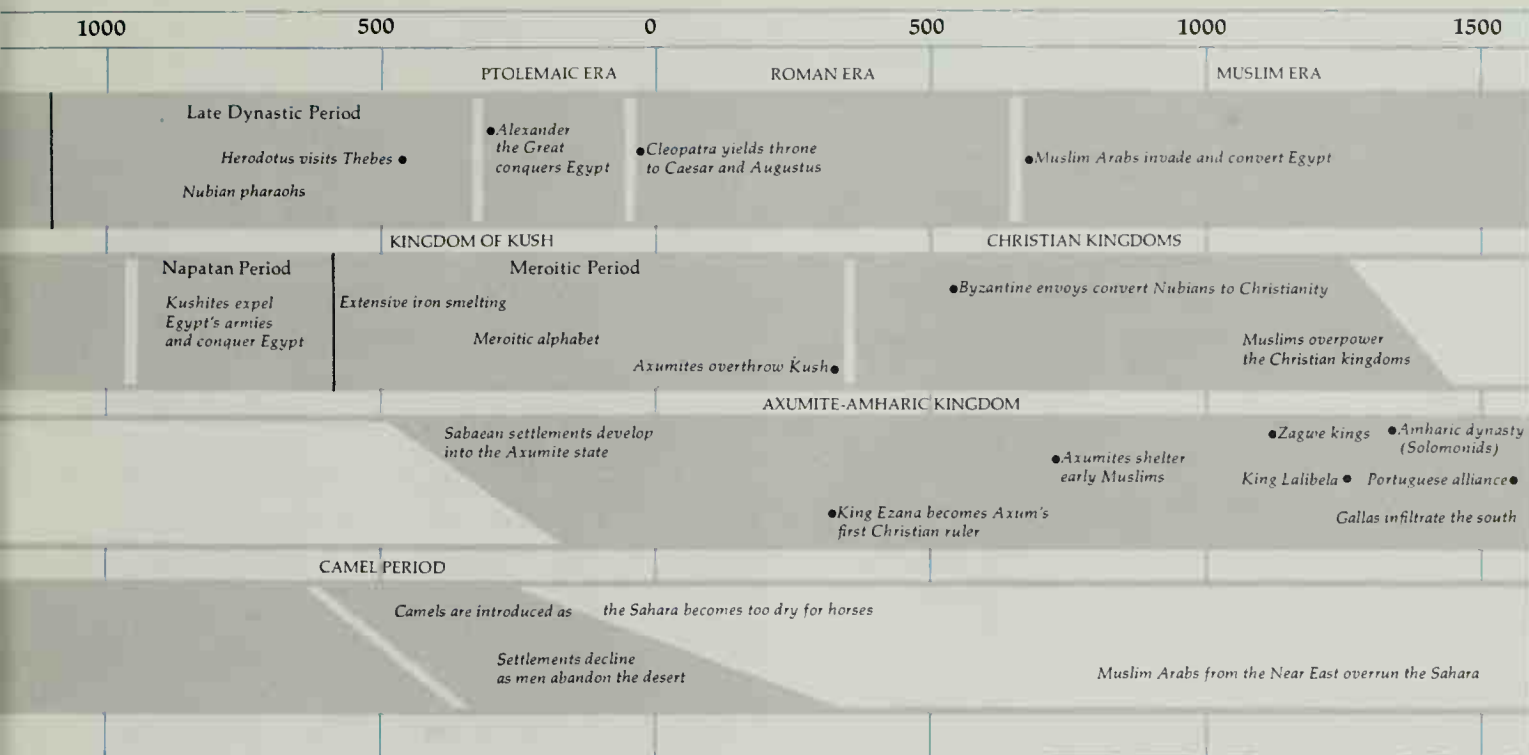 1000 500 0 500 1000 1500
PTOLEMAIC ERA ROMAN ERA MUSLIM ERA
Late Dynastic Period
Herodotus visits Thebes
Nubian pharaohs
Alexander
the Great
conquers Egypt
Cleopatra yields throne
to Caesar and Augustus
Muslim Arabs invade and convert Egypt
KINGDOM OF KUSH CHRISTIAN KINGDOMS
Napatan Period
Kushites expel
Egypt's armies
and conquer Egypt
Meroitic Period
Extensive iron smelting
Meroitic alphabet
Axumites overthrow Kush
Byzantine envoys convert Nubians to Christianity
Muslims overpower
the Christian kingdoms
AXUMITE-AMHARIC KINGDOM
Sabaean settlements develop
into the Axumite state
King Ezana becomes Axum's
first Christian ruler
Axumites shelter
early Muslims
Zagwe kings
Amharic dynasty
(Solomonids)
King Lalibela
Portuguese alliance
Gallas infiltrate the south
CAMEL PERIOD
Camels are introduced as the Sahara becomes too dry for horses
Settlements decline
as men abandon the desert
Muslim Arabs from the Near East overrun the Sahara